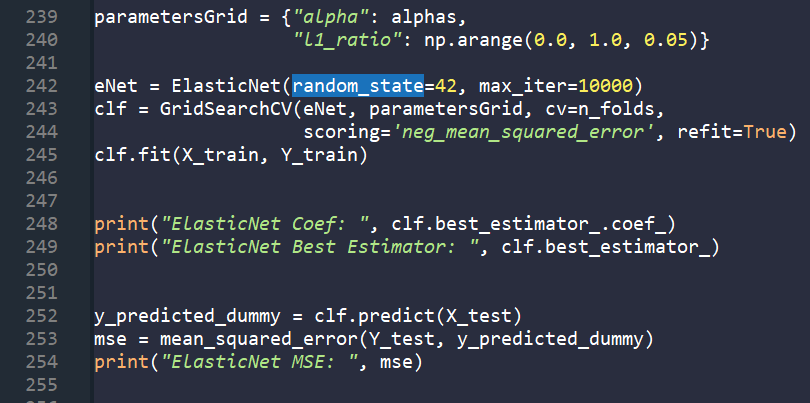 239 parametersGrid = {"alpha": alphas,
240 "l1_ratio": np.arange(0.0, 1.0, 0.05)}
241
242 eNet = ElasticNet(random_state=42, max_iter=10000)
243 clf = GridSearchCV(eNet, parametersGrid, cv=n_folds,
244 scoring='neg_mean_squared_error', refit=True)
245 clf.fit(X_train, Y_train)
246
247
248 print("ElasticNet Coef: ", clf.best_estimator_.coef_)
249 print("ElasticNet Best Estimator: ", clf.best_estimator_)
250
251
252 y_predicted_dummy = clf.predict(X_test)
253 mse = mean_squared_error(Y_test, y_predicted_dummy)
254 print("ElasticNet MSE: ", mse)
255